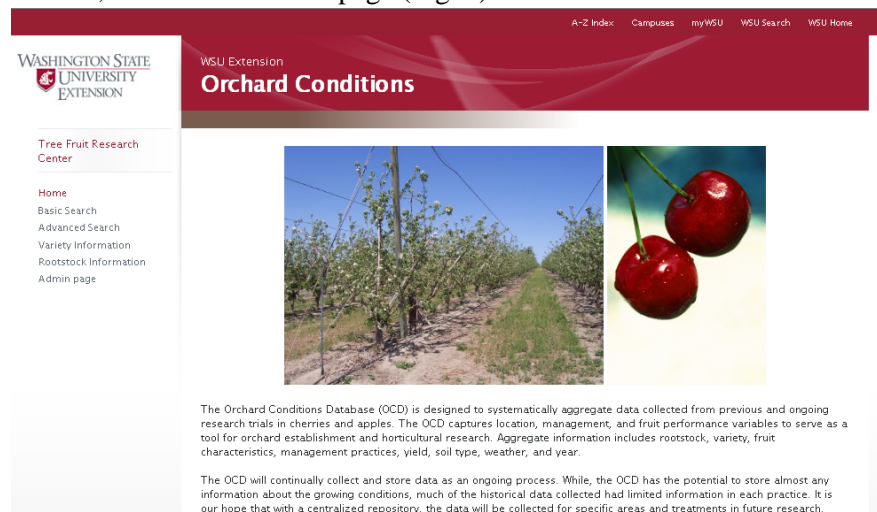 A-Z Index Campuses myWSU WSU Search WSU Home
WASHINGTON STATE
UNIVERSITY
EXTENSION
WSU Extension
Orchard Conditions
Tree Fruit Research
Center
Home
Basic Search
Advanced Search
Variety Information
Rootstock Information
Admin page
The Orchard Conditions Database (OCD) is designed to systematically aggregate data collected from previous and ongoing
research trials in cherries and apples. The OCD captures location, management, and fruit performance variables to serve as a
tool for orchard establishment and horticultural research. Aggregate information includes rootstock, variety, fruit
characteristics, management practices, yield, soil type, weather, and year.
The OCD will continually collect and store data as an ongoing process. While, the OCD has the potential to store almost any
information about the growing conditions, much of the historical data collected had limited information in each practice. It is
our hope that with a centralized repository, the data will be collected for specific areas and treatments in future research.